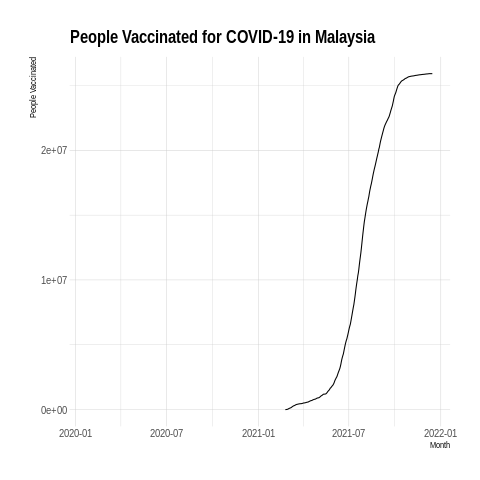 People Vaccinated for COVID-19 in Malaysia
People Vaccinated
2e+07
1e+07
0e+00
2020-01 2020-07 2021-01 2021-07 2022-01
Month